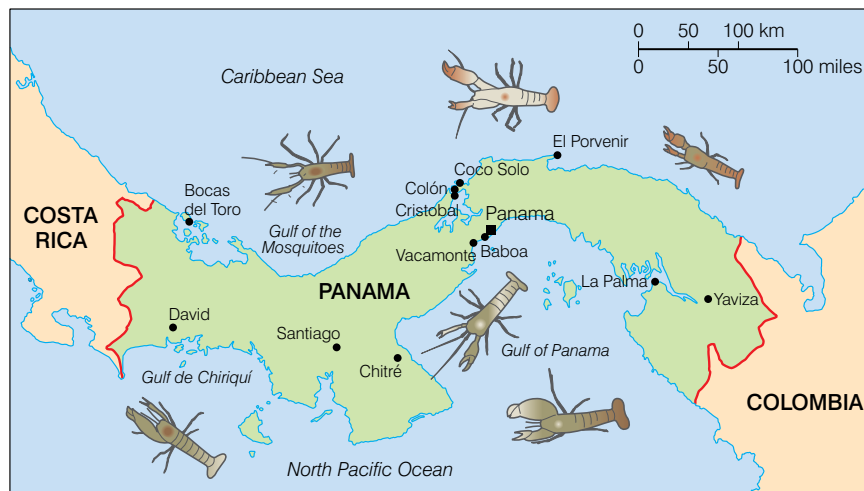 0 50 100 km
0 50 100 miles
Caribbean Sea
El Porvenir
Coco Solo
Bocas
del Toro
Colón
Cristobal
COSTA
RICA
Panama
Gulf of the
Mosquitoes
Vacamonte
Baboa
La Palma
PANAMA
Yaviza
David
Santiago
Gulf of Panama
Chitré
Gulf de Chiriquí
COLOMBIA
North Pacific Ocean